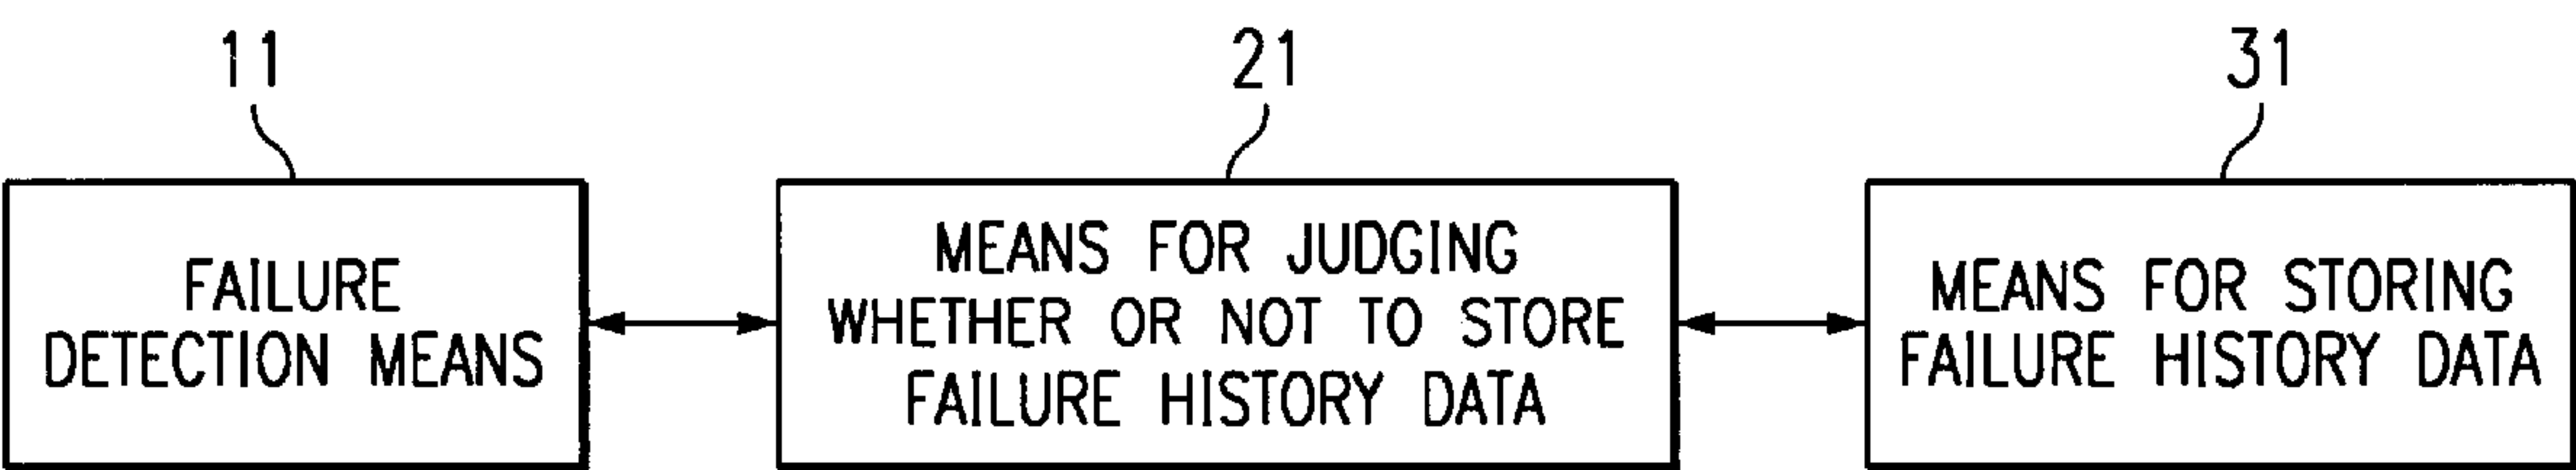 11
21
31
FAILURE
DETECTION MEANS
MEANS FOR JUDGING
WHETHER OR NOT TO STORE
FAILURE HISTORY DATA
MEANS FOR STORING
FAILURE HISTORY DATA